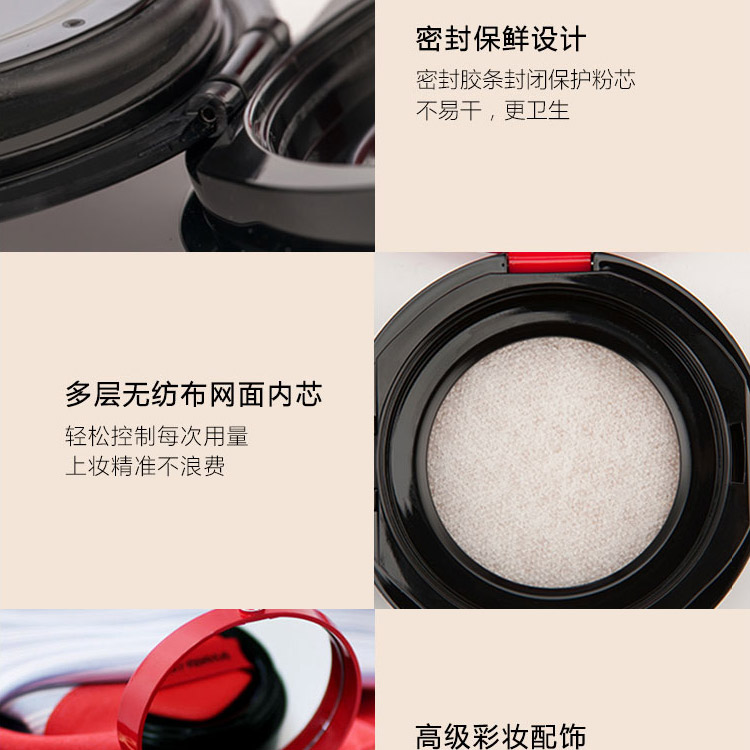 密封保鲜设计
密封胶条封闭保护粉芯
不易干，更卫生
多层无纺布网面内芯
轻松控制每次用量
上妆精准不浪费
高级彩妆配饰